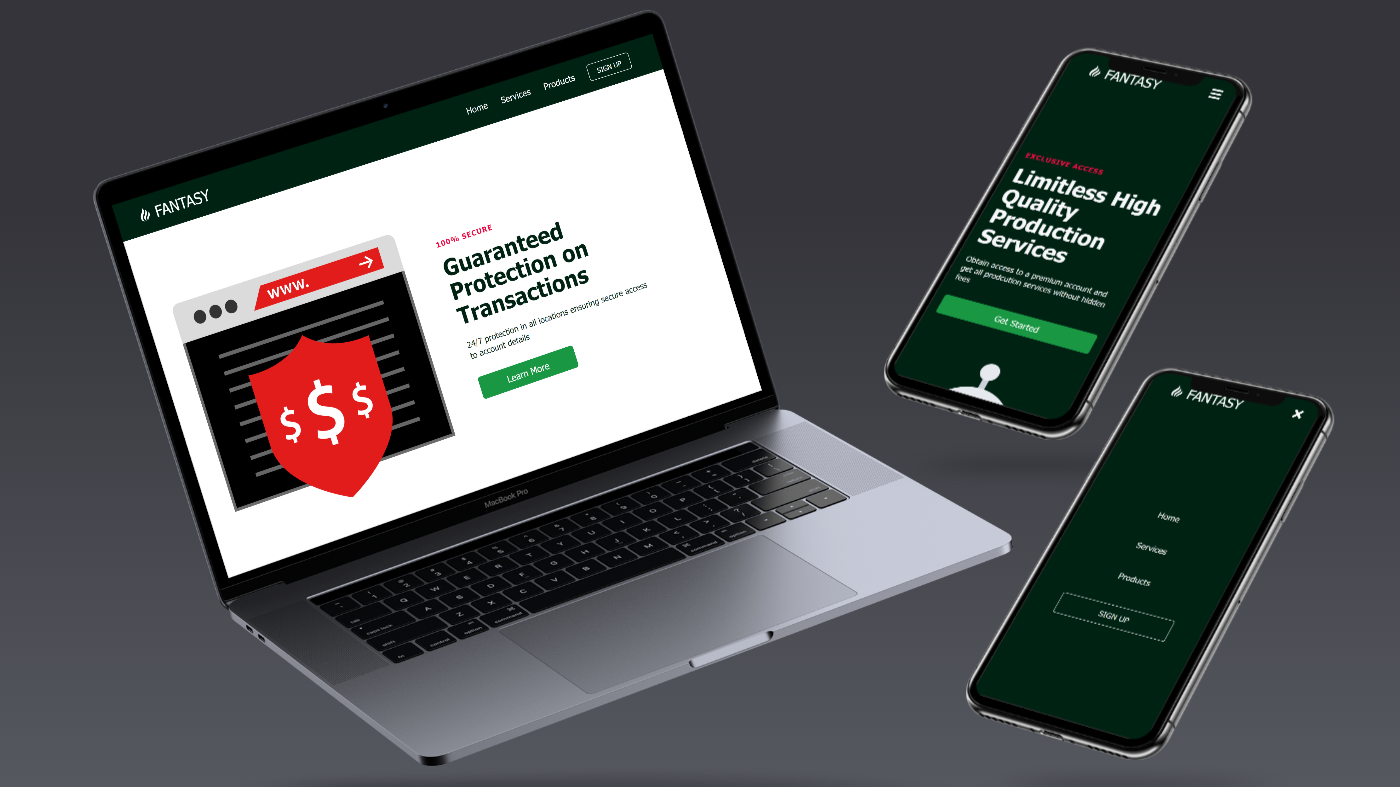 FANTASY
Home
Services
Products
SIGN UP
www.
$ $ $
100% SECURE
Guaranteed
Protection on
Transactions
24/7 protection in all locations ensuring secure access
to account details
Learn More
MacBook Pro
FANTASY
EXCLUSIVE ACCESS
Limitless High
Quality
Production
Services
Obtain access to a premium account and
get all prodcution services without hidden
fees
Get Started
FANTASY
Home
Services
Products
SIGN UP